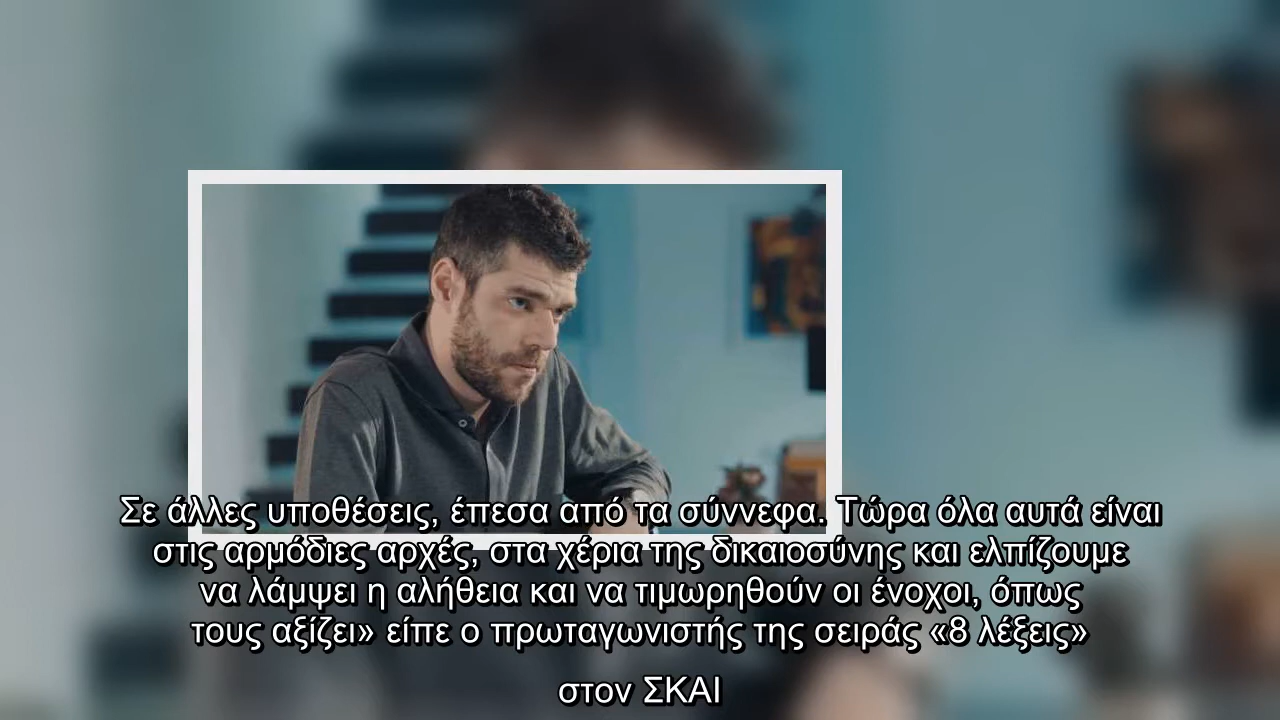 Σε άλλες υποθέσεις, έπεσα από τα σύννεφα. Τώρα όλα αυτά είναι
στις αρμόδιες αρχές, στα χέρια της δικαιοσύνης και ελπίζουμε
να λάμψει η αλήθεια και να τιμωρηθούν οι ένοχοι, όπως
τους αξίζει» είπε ο πρωταγωνιστής της σειράς «8 λέξεις»
στον ΣΚΑΙ